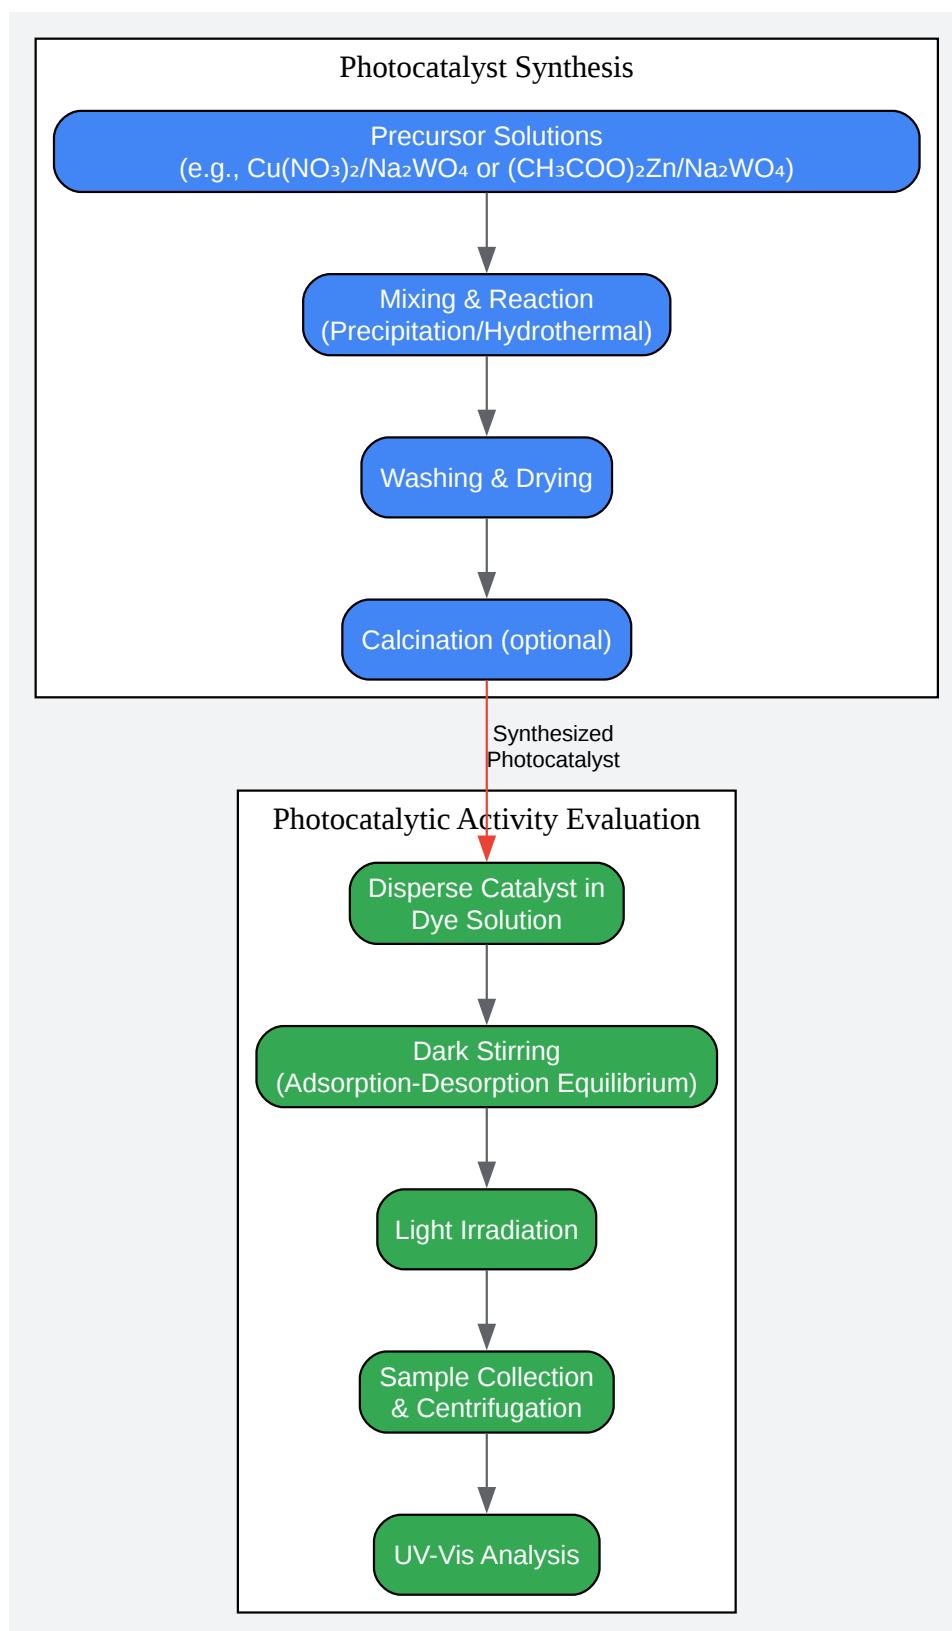 Photocatalyst Synthesis
Precursor Solutions
(e.g., Cu(NO₃)₂/Na₂WO₄ or (CH₃COO)₂Zn/Na₂WO₄)
Mixing & Reaction
(Precipitation/Hydrothermal)
Washing & Drying
Calcination (optional)
Synthesized
Photocatalyst
Photocatalytic Activity Evaluation
Disperse Catalyst in
Dye Solution
Dark Stirring
(Adsorption-Desorption Equilibrium)
Light Irradiation
Sample Collection
& Centrifugation
UV-Vis Analysis